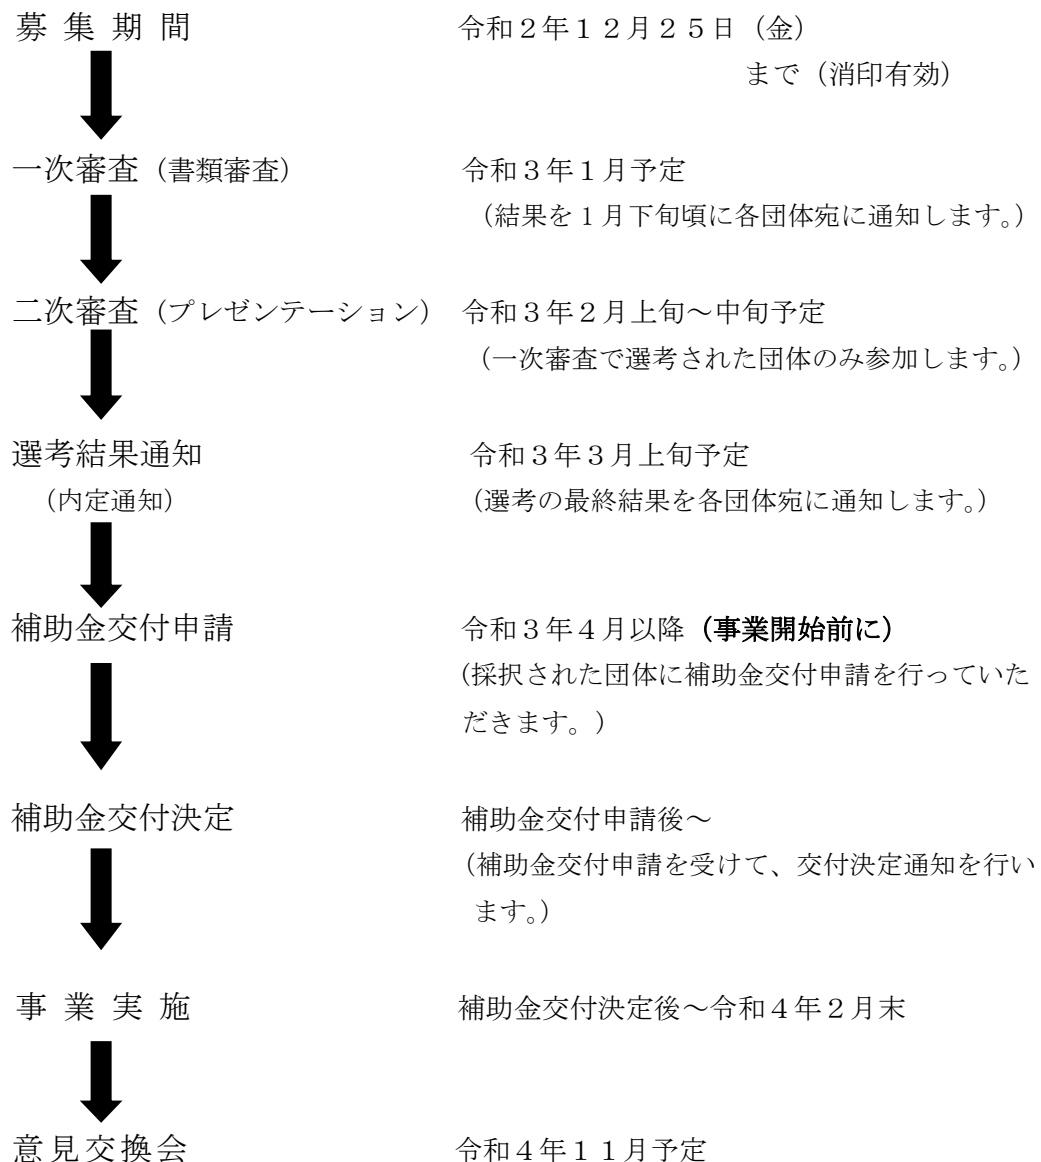 募集期間 令和２年１２月２５日（金）
まで（消印有効）
一次審査（書類審査） 令和３年１月予定
（結果を１月下旬頃に各団体宛に通知します。）
二次審査（プレゼンテーション） 令和３年２月上旬～中旬予定
（一次審査で選考された団体のみ参加します。）
選考結果通知 令和３年３月上旬予定
（内定通知） （選考の最終結果を各団体宛に通知します。）
補助金交付申請 令和３年４月以降（事業開始前に）
(採択された団体に補助金交付申請を行っていた
だきます。）
補助金交付決定 補助金交付申請後～
（補助金交付申請を受けて、交付決定通知を行い
ます。）
事業実施 補助金交付決定後～令和４年２月末
意見交換会 令和４年１１月予定